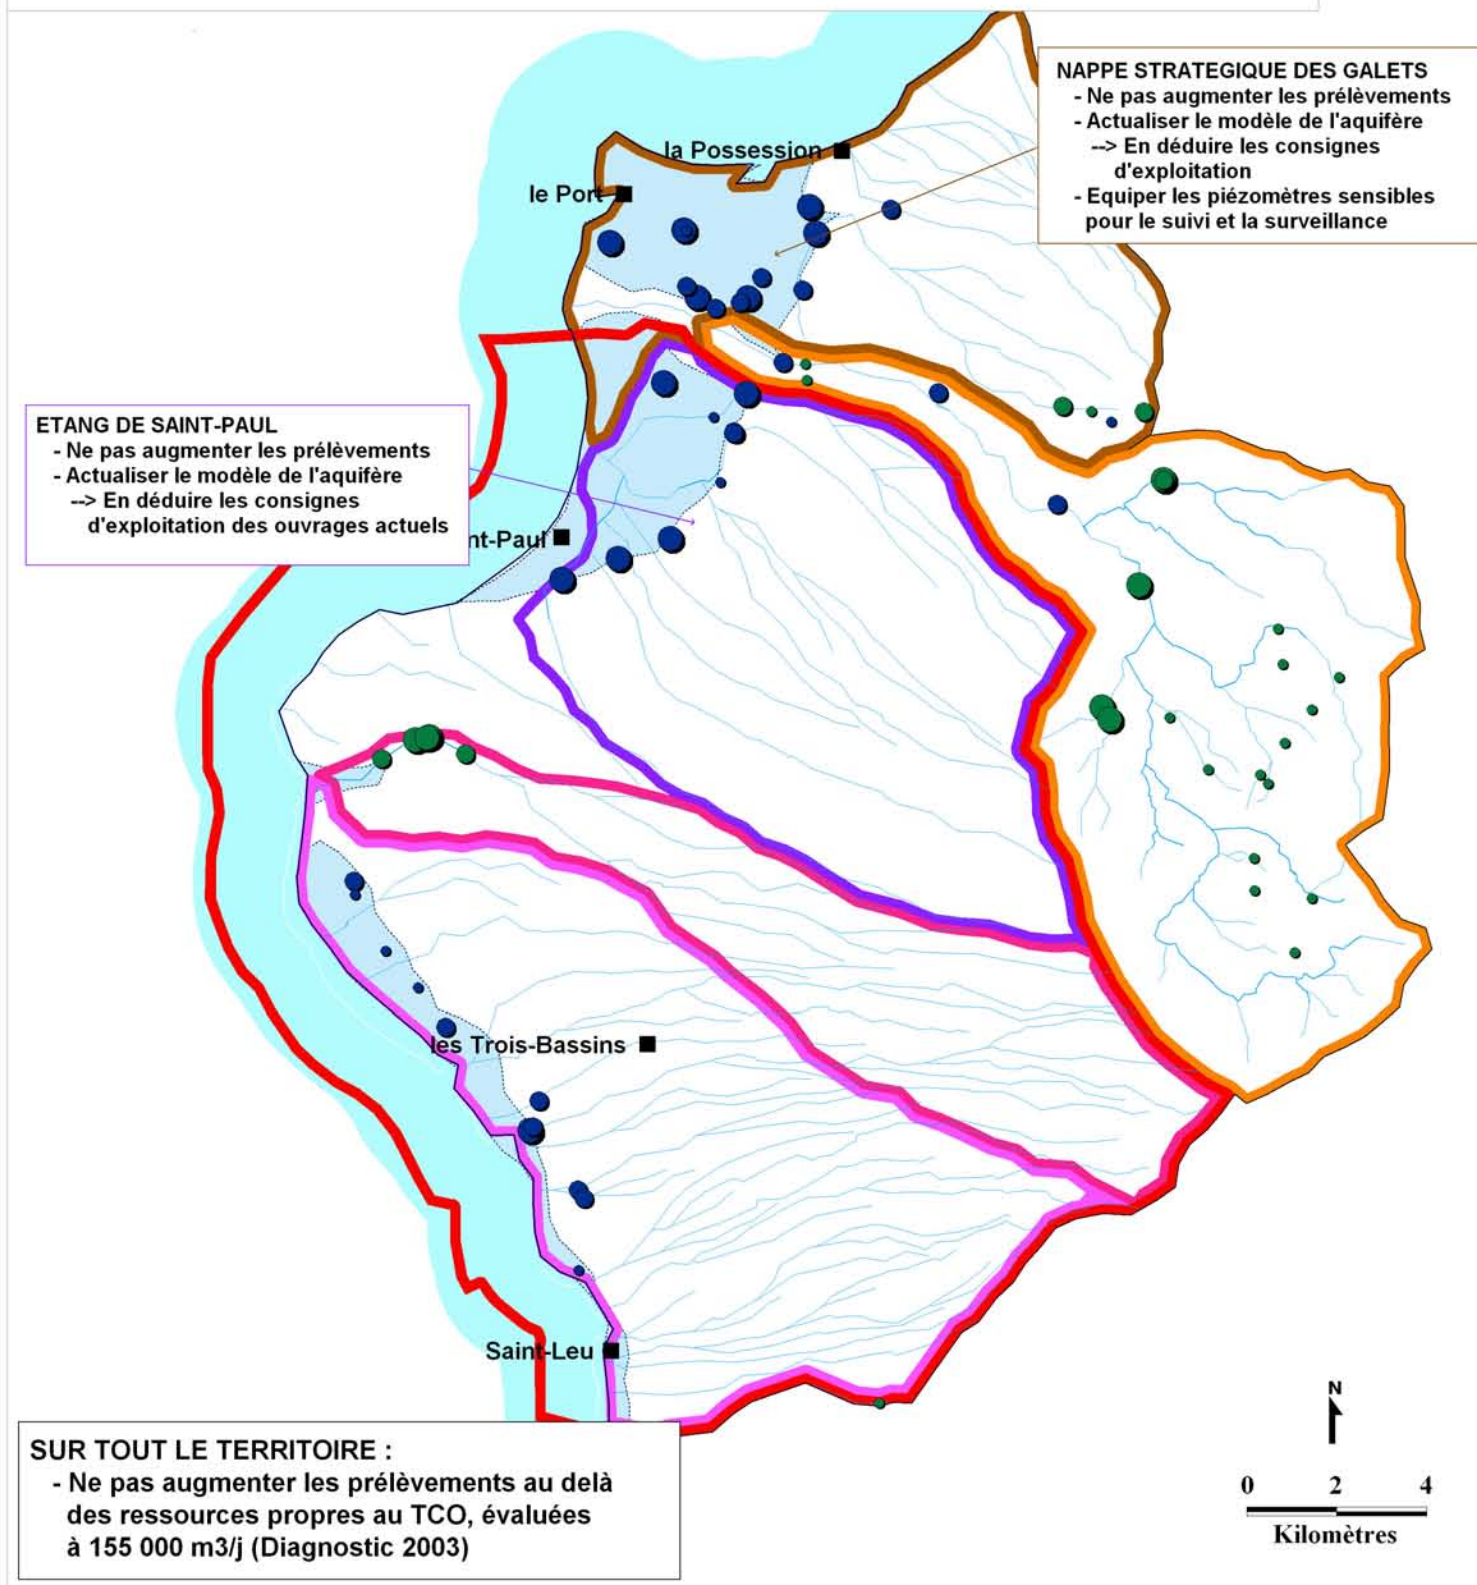 NAPPE STRATEGIQUE DES GALETS
- Ne pas augmenter les prélèvements
- Actualiser le modèle de l'aquifère
--> En déduire les consignes
d'exploitation
- Equiper les piézomètres sensibles
pour le suivi et la surveillance
la Possession
le Port
ETANG DE SAINT-PAUL
- Ne pas augmenter les prélèvements
- Actualiser le modèle de l'aquifère
--> En déduire les consignes
d'exploitation des ouvrages actuels
nt-Paul
les Trois-Bassins
Saint-Leu
SUR TOUT LE TERRITOIRE :
- Ne pas augmenter les prélèvements au delà
des ressources propres au TCO, évaluées
à 155 000 m3/j (Diagnostic 2003)
N
0 2 4
Kilomètres